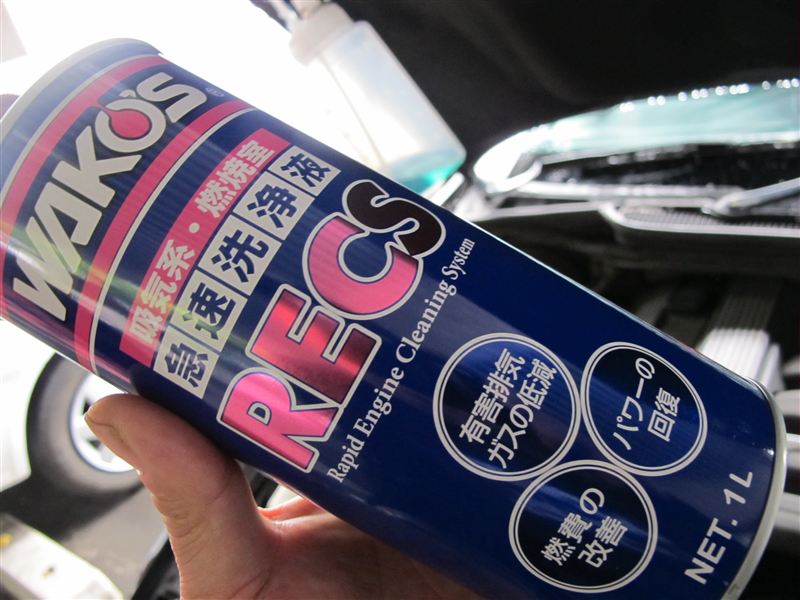 WAKO'S
吸気系・燃焼室
急速洗浄液
RECS
Rapid Engine Cleaning System
有害排気
ガスの低減
パワーの
回復
燃費の
改善
NET. 1L